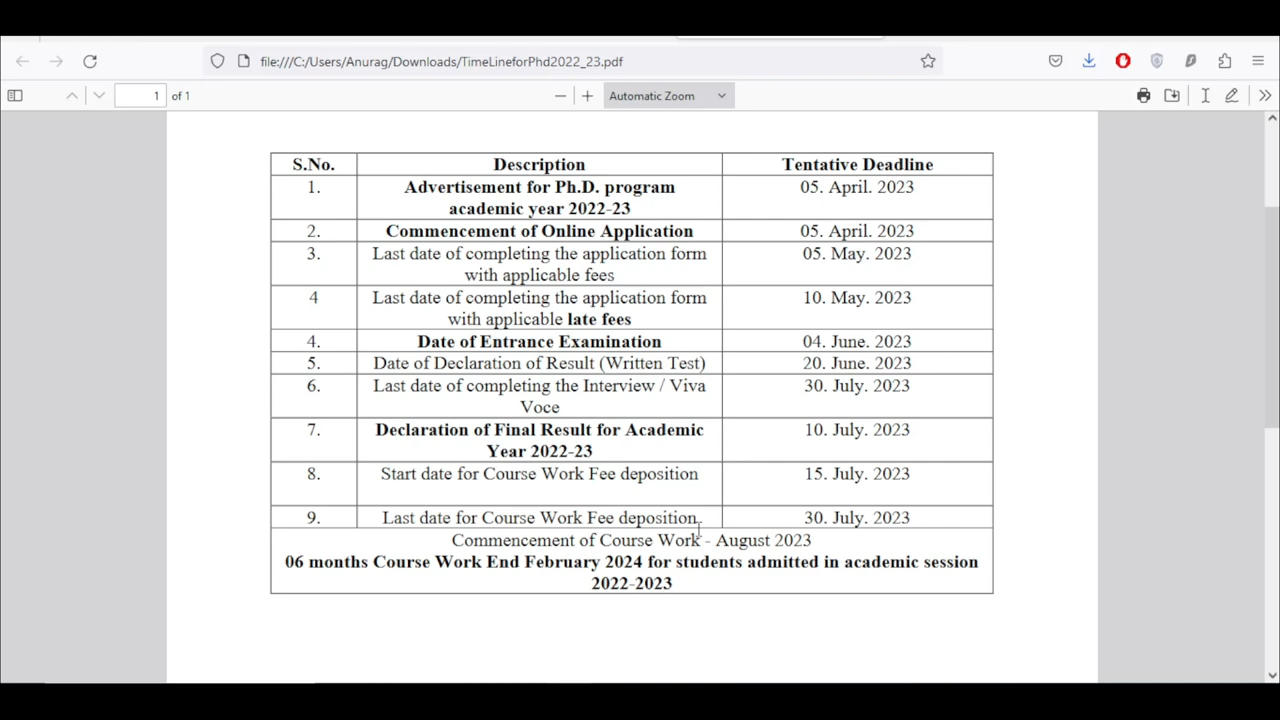 file:///C:/Users/Anurag/Downloads/TimeLineforPhd2022_23.pdf
1 of 1
Automatic Zoom
S.No. Description Tentative Deadline
1. Advertisement for Ph.D. program 05. April. 2023
academic year 2022-23
2. Commencement of Online Application 05. April. 2023
3. Last date of completing the application form 05. May. 2023
with applicable fees
4 Last date of completing the application form 10. May. 2023
with applicable late fees
4. Date of Entrance Examination 04. June. 2023
5. Date of Declaration of Result (Written Test) 20. June. 2023
6. Last date of completing the Interview / Viva 30. July. 2023
Voce
7. Declaration of Final Result for Academic 10. July. 2023
Year 2022-23
8. Start date for Course Work Fee deposition 15. July. 2023
9. Last date for Course Work Fee deposition. 30. July. 2023
Commencement of Course Work - August 2023
06 months Course Work End February 2024 for students admitted in academic session
2022-2023